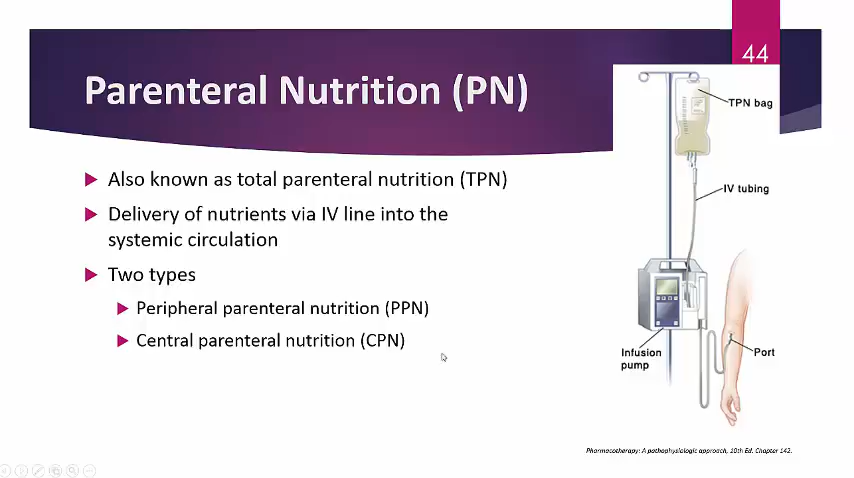 44
Parenteral Nutrition (PN)
Also known as total parenteral nutrition (TPN)
Delivery of nutrients via IV line into the
systemic circulation
Two types
Peripheral parenteral nutrition (PPN)
Central parenteral nutrition (CPN)
TPN bag
IV tubing
Infusion
pump
Port
Pharmacotherapy: A pathophysiologic approach, 10th Ed, Chapter 142.